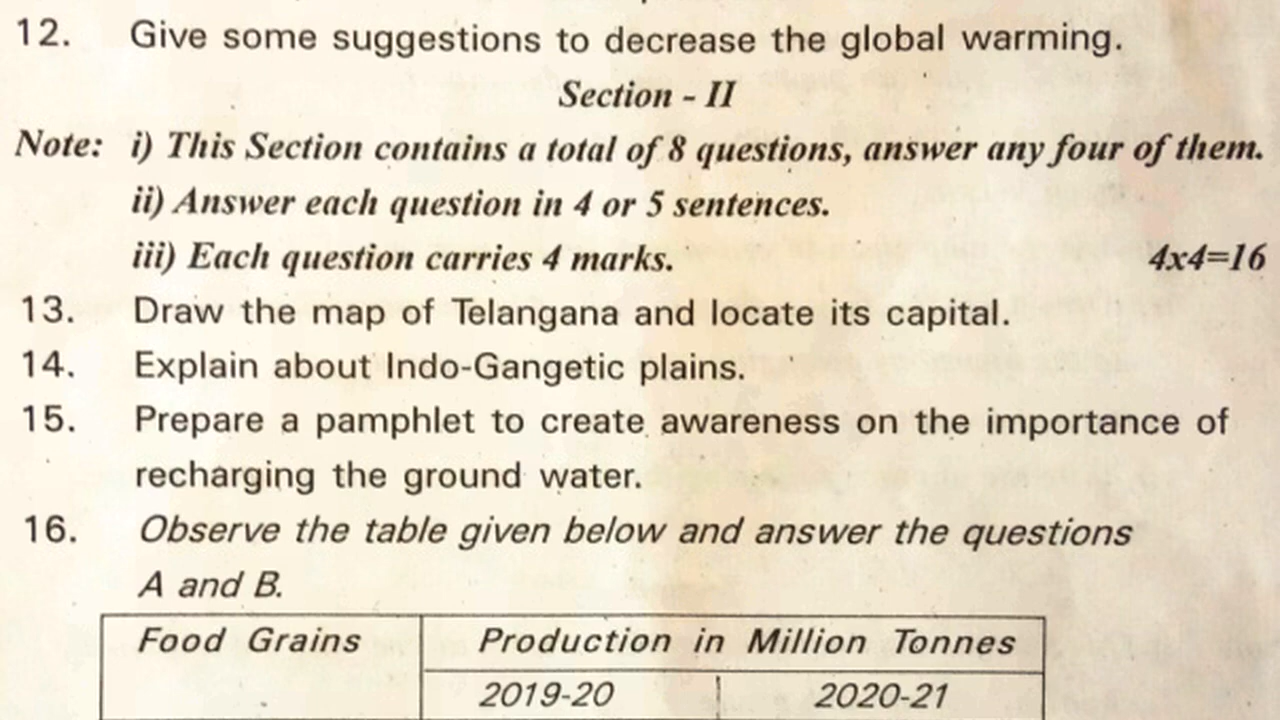 12. Give some suggestions to decrease the global warming.
Section - II
Note: i) This Section contains a total of 8 questions, answer any four of them.
ii) Answer each question in 4 or 5 sentences.
iii) Each question carries 4 marks. 4x4=16
13. Draw the map of Telangana and locate its capital.
14. Explain about Indo-Gangetic plains.
15. Prepare a pamphlet to create awareness on the importance of
recharging the ground water.
16. Observe the table given below and answer the questions
A and B.
Food Grains Production in Million Tonnes
2019-20 2020-21